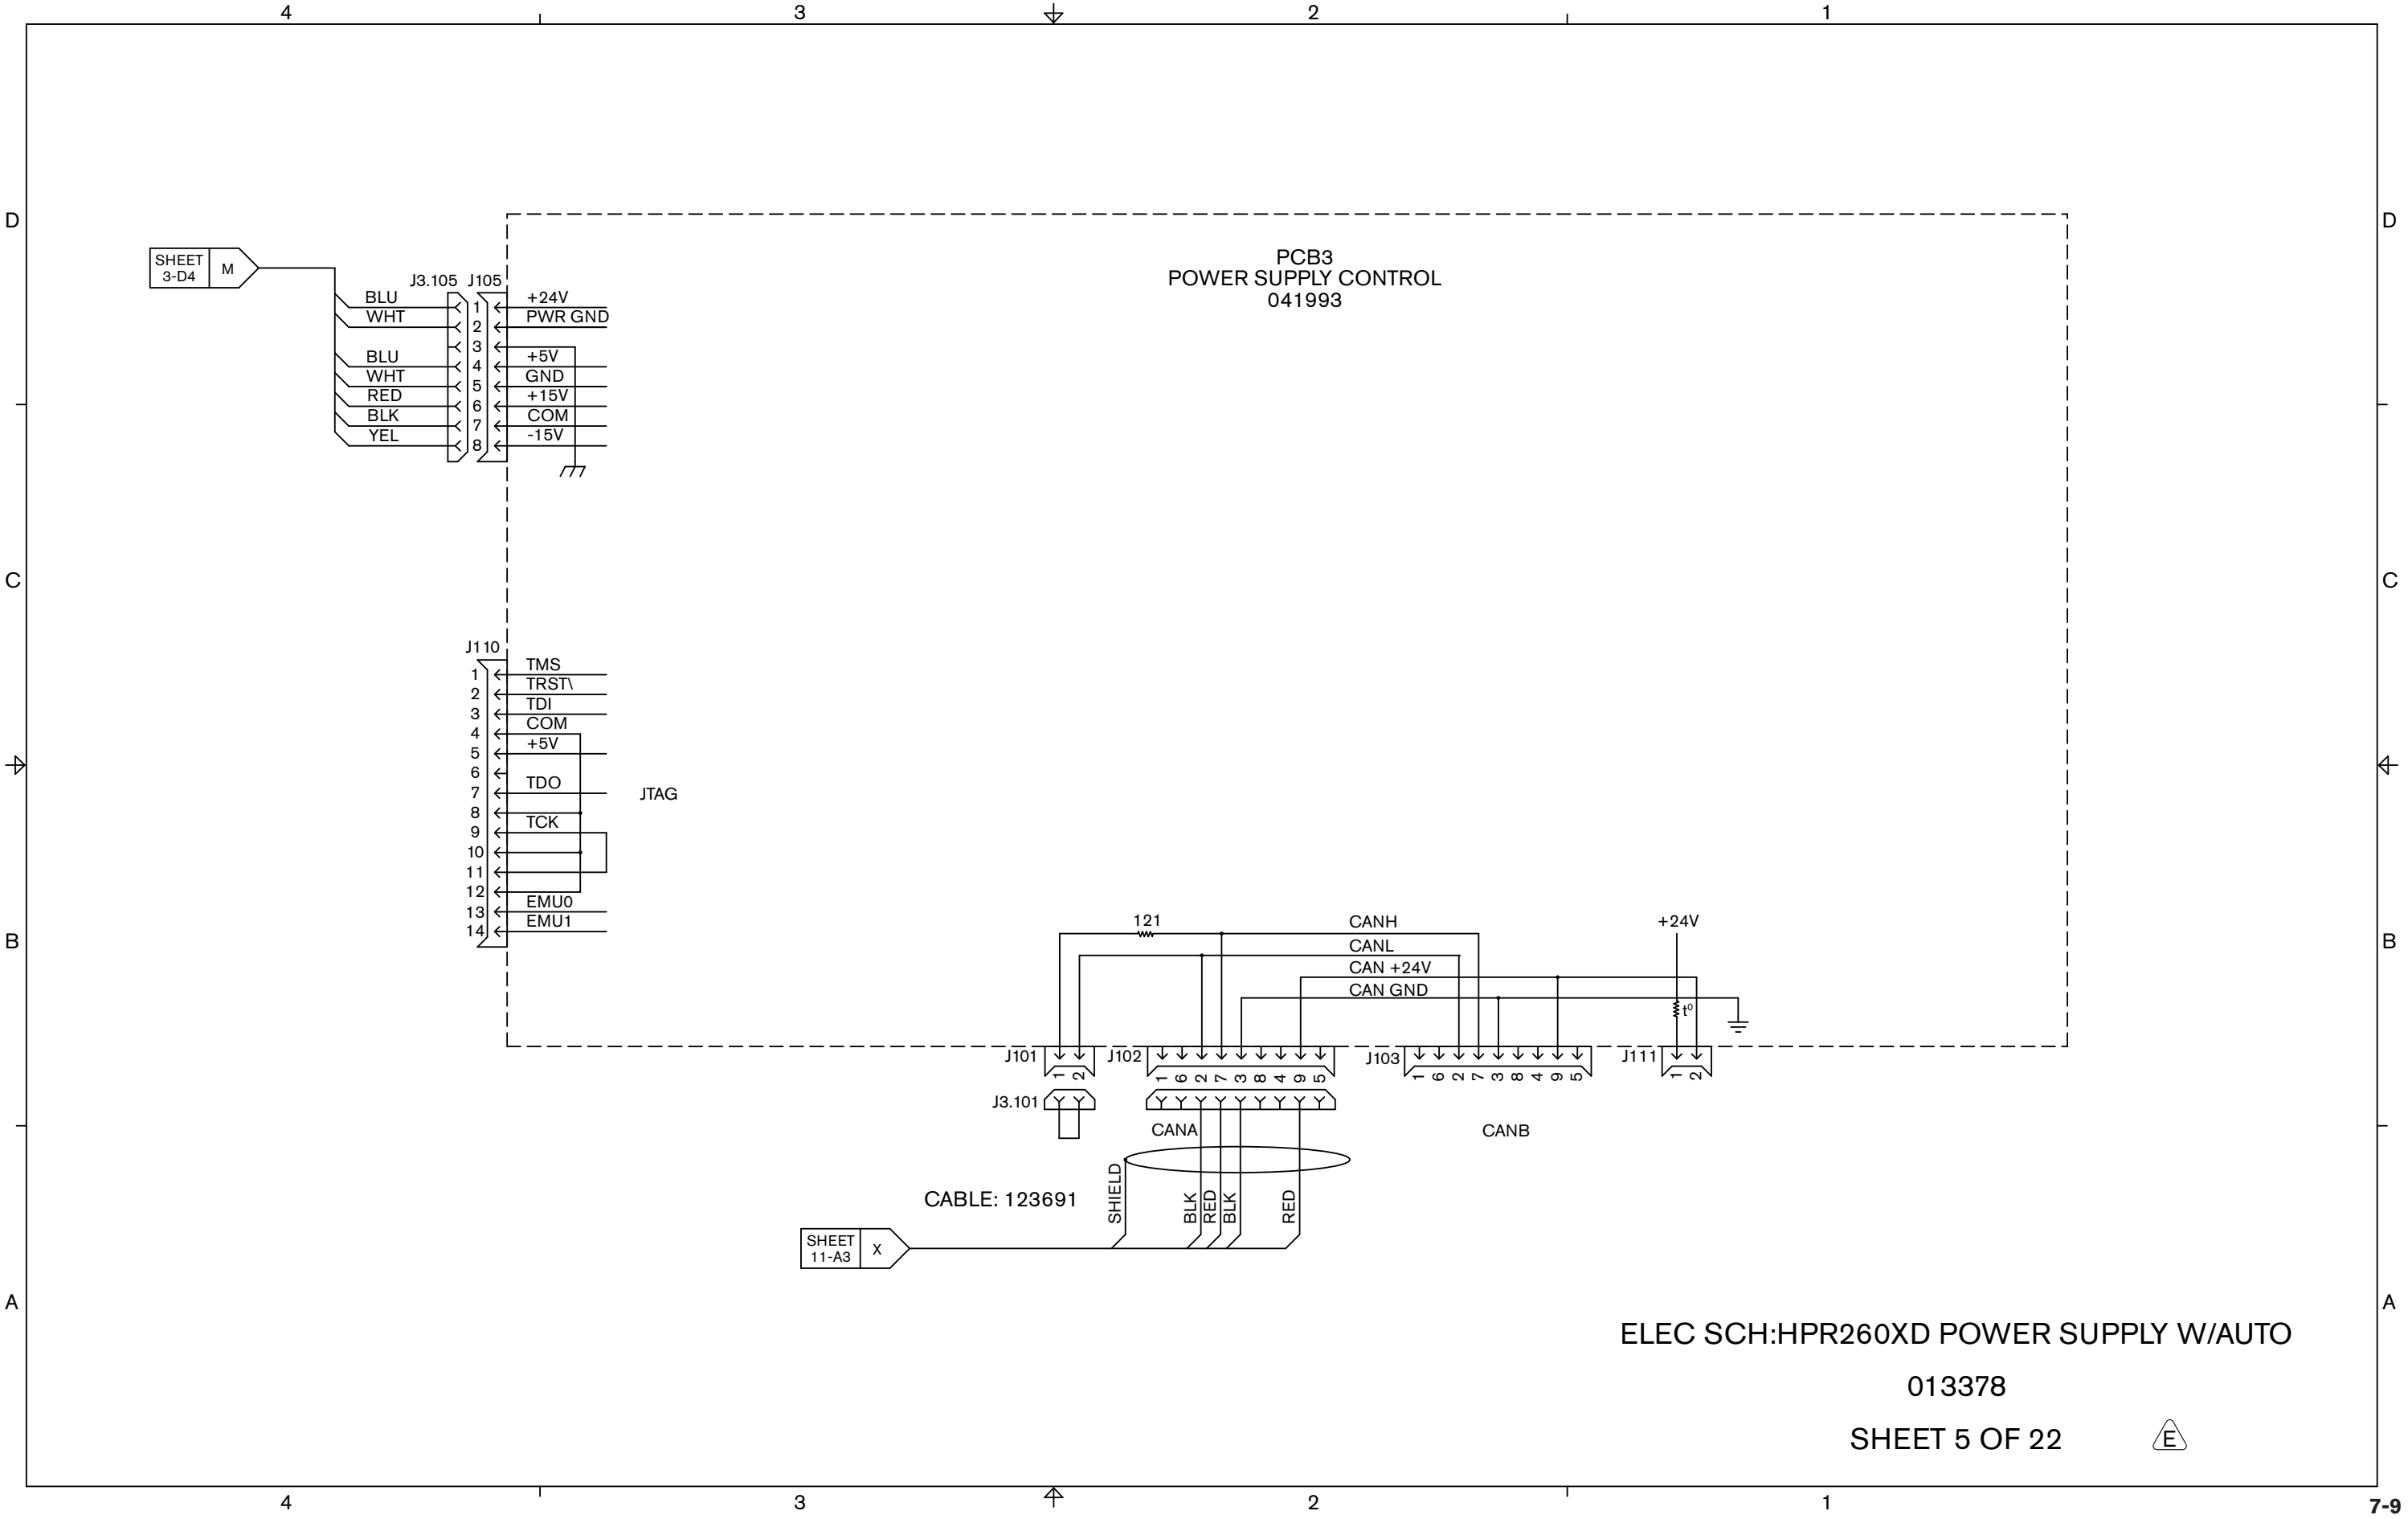 4 3 2 1
D D
PCB3
POWER SUPPLY CONTROL
041993
SHEET
3-D4
M
J3.105 J105
BLU 1 +24V
WHT 2 PWR GND
3
BLU 4 +5V
WHT 5 GND
RED 6 +15V
BLK 7 COM
YEL 8 -15V
C C
J110
1 TMS
2 TRST\
3 TDI
4 COM
5 +5V
6
7 TDO
JTAG
8
9 TCK
10
11
12
13 EMU0
14 EMU1
B B
121 CANH +24V
CANL
CAN +24V
CAN GND
t⁰
J101 J102 J103 J111
1 2
1 6 2 7 3 8 4 9 5
1 6 2 7 3 8 4 9 5
1 2
J3.101
CANA CANB
CABLE: 123691
SHIELD BLK RED BLK RED
SHEET
11-A3
X
A A
ELEC SCH:HPR260XD POWER SUPPLY W/AUTO
013378
SHEET 5 OF 22
E
4 3 2 1
7-9